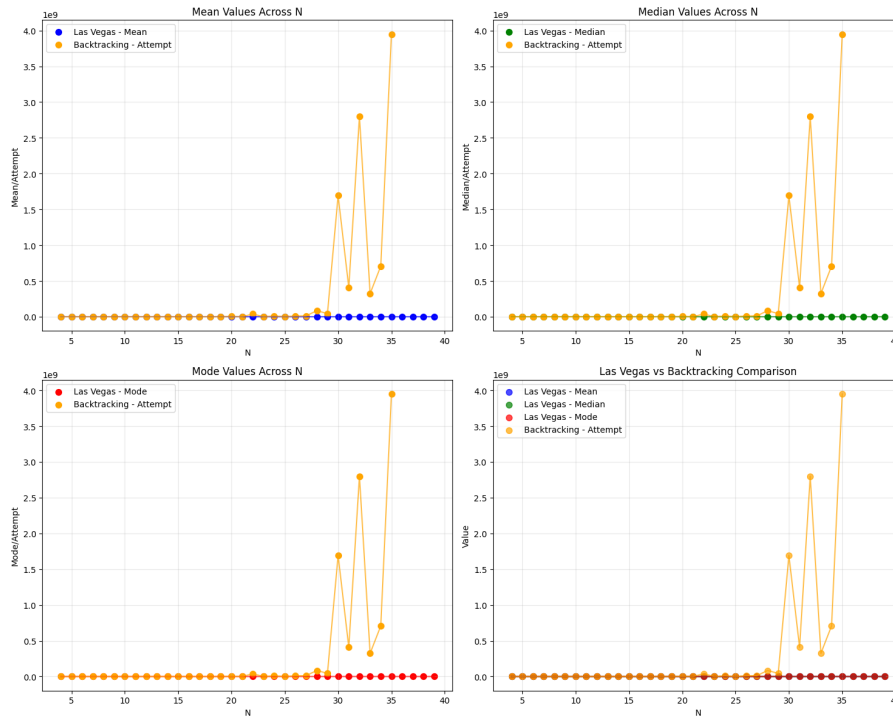 Mean Values Across N
1e9
Las Vegas - Mean
Backtracking - Attempt
4.0
3.5
3.0
2.5
2.0
1.5
1.0
0.5
0.0
Mean/Attempt
5 10 15 20 25 30 35 40
N
Median Values Across N
1e9
Las Vegas - Median
Backtracking - Attempt
4.0
3.5
3.0
2.5
2.0
1.5
1.0
0.5
0.0
Median/Attempt
5 10 15 20 25 30 35 40
N
Mode Values Across N
1e9
Las Vegas - Mode
Backtracking - Attempt
4.0
3.5
3.0
2.5
2.0
1.5
1.0
0.5
0.0
Mode/Attempt
5 10 15 20 25 30 35 40
N
Las Vegas vs Backtracking Comparison
1e9
Las Vegas - Mean
Las Vegas - Median
Las Vegas - Mode
Backtracking - Attempt
4.0
3.5
3.0
2.5
2.0
1.5
1.0
0.5
0.0
Value
5 10 15 20 25 30 35 40
N